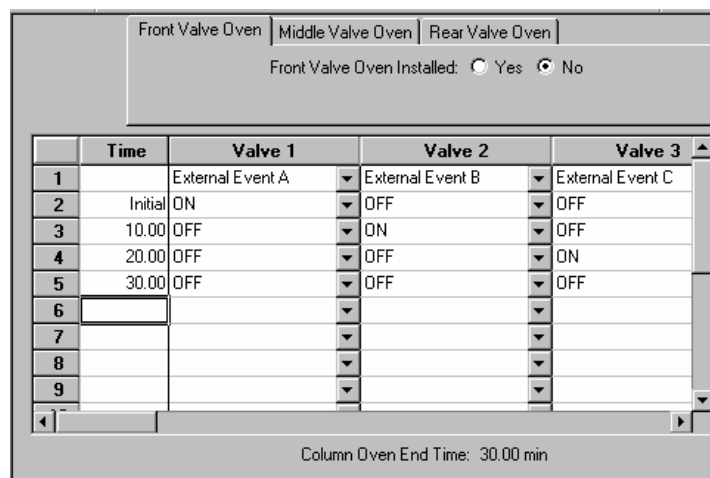 Front Valve Oven Middle Valve Oven Rear Valve Oven
Front Valve Oven Installed: Yes No
Time Valve 1 Valve 2 Valve 3
1 External Event A External Event B External Event C
2 Initial ON OFF OFF
3 10.00 OFF ON OFF
4 20.00 OFF OFF ON
5 30.00 OFF OFF OFF
6
7
8
9
Column Oven End Time: 30.00 min